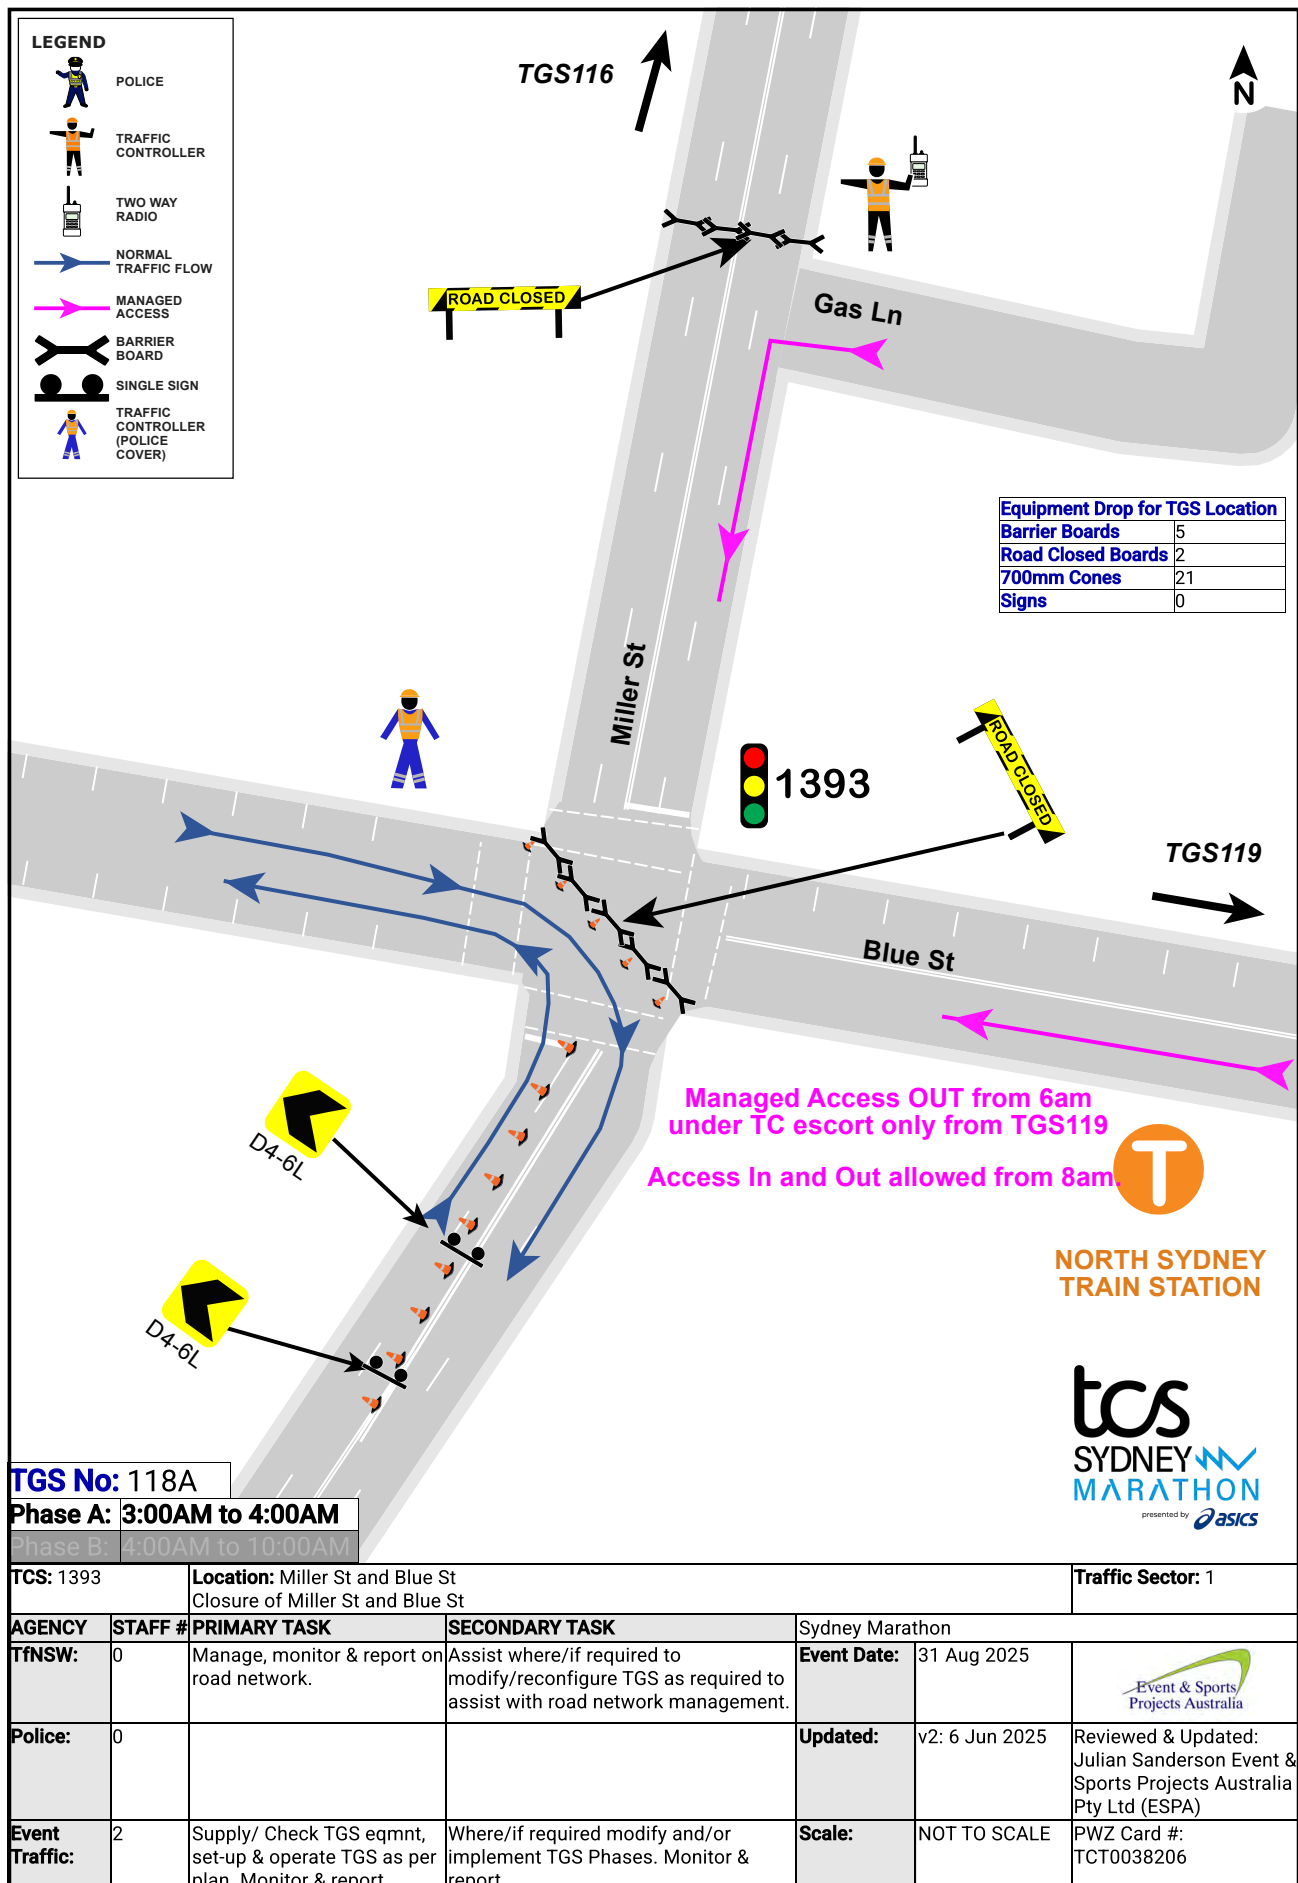 LEGEND
POLICE
TRAFFIC
CONTROLLER
TWO WAY
RADIO
NORMAL
TRAFFIC FLOW
MANAGED
ACCESS
BARRIER
BOARD
SINGLE SIGN
TRAFFIC
CONTROLLER
(POLICE
COVER)
TGS116
N
ROAD CLOSED
Gas Ln
Equipment Drop for TGS Location
Barrier Boards 5
Road Closed Boards 2
700mm Cones 21
Signs 0
Miller St
ROAD CLOSED
1393
TGS119
Blue St
Managed Access OUT from 6am
under TC escort only from TGS119
Access In and Out allowed from 8am.
T
NORTH SYDNEY
TRAIN STATION
D4-6L
D4-6L
tcs
SYDNEY
MARATHON
presented by asics
TGS No: 118A
Phase A: 3:00AM to 4:00AM
Phase B: 4:00AM to 10:00AM
TCS: 1393 Location: Miller St and Blue St Traffic Sector: 1
Closure of Miller St and Blue St
AGENCY STAFF # PRIMARY TASK SECONDARY TASK Sydney Marathon
TfNSW: 0 Manage, monitor & report on Assist where/if required to Event Date: 31 Aug 2025
road network. modify/reconfigure TGS as required to
assist with road network management.
Event & Sports
Projects Australia
Police: 0 Updated: v2: 6 Jun 2025 Reviewed & Updated:
Julian Sanderson Event &
Sports Projects Australia
Pty Ltd (ESPA)
Event 2 Supply/ Check TGS eqmnt, Where/if required modify and/or Scale: NOT TO SCALE PWZ Card #:
Traffic: set-up & operate TGS as per implement TGS Phases. Monitor & TCT0038206
plan. Monitor & report. report.